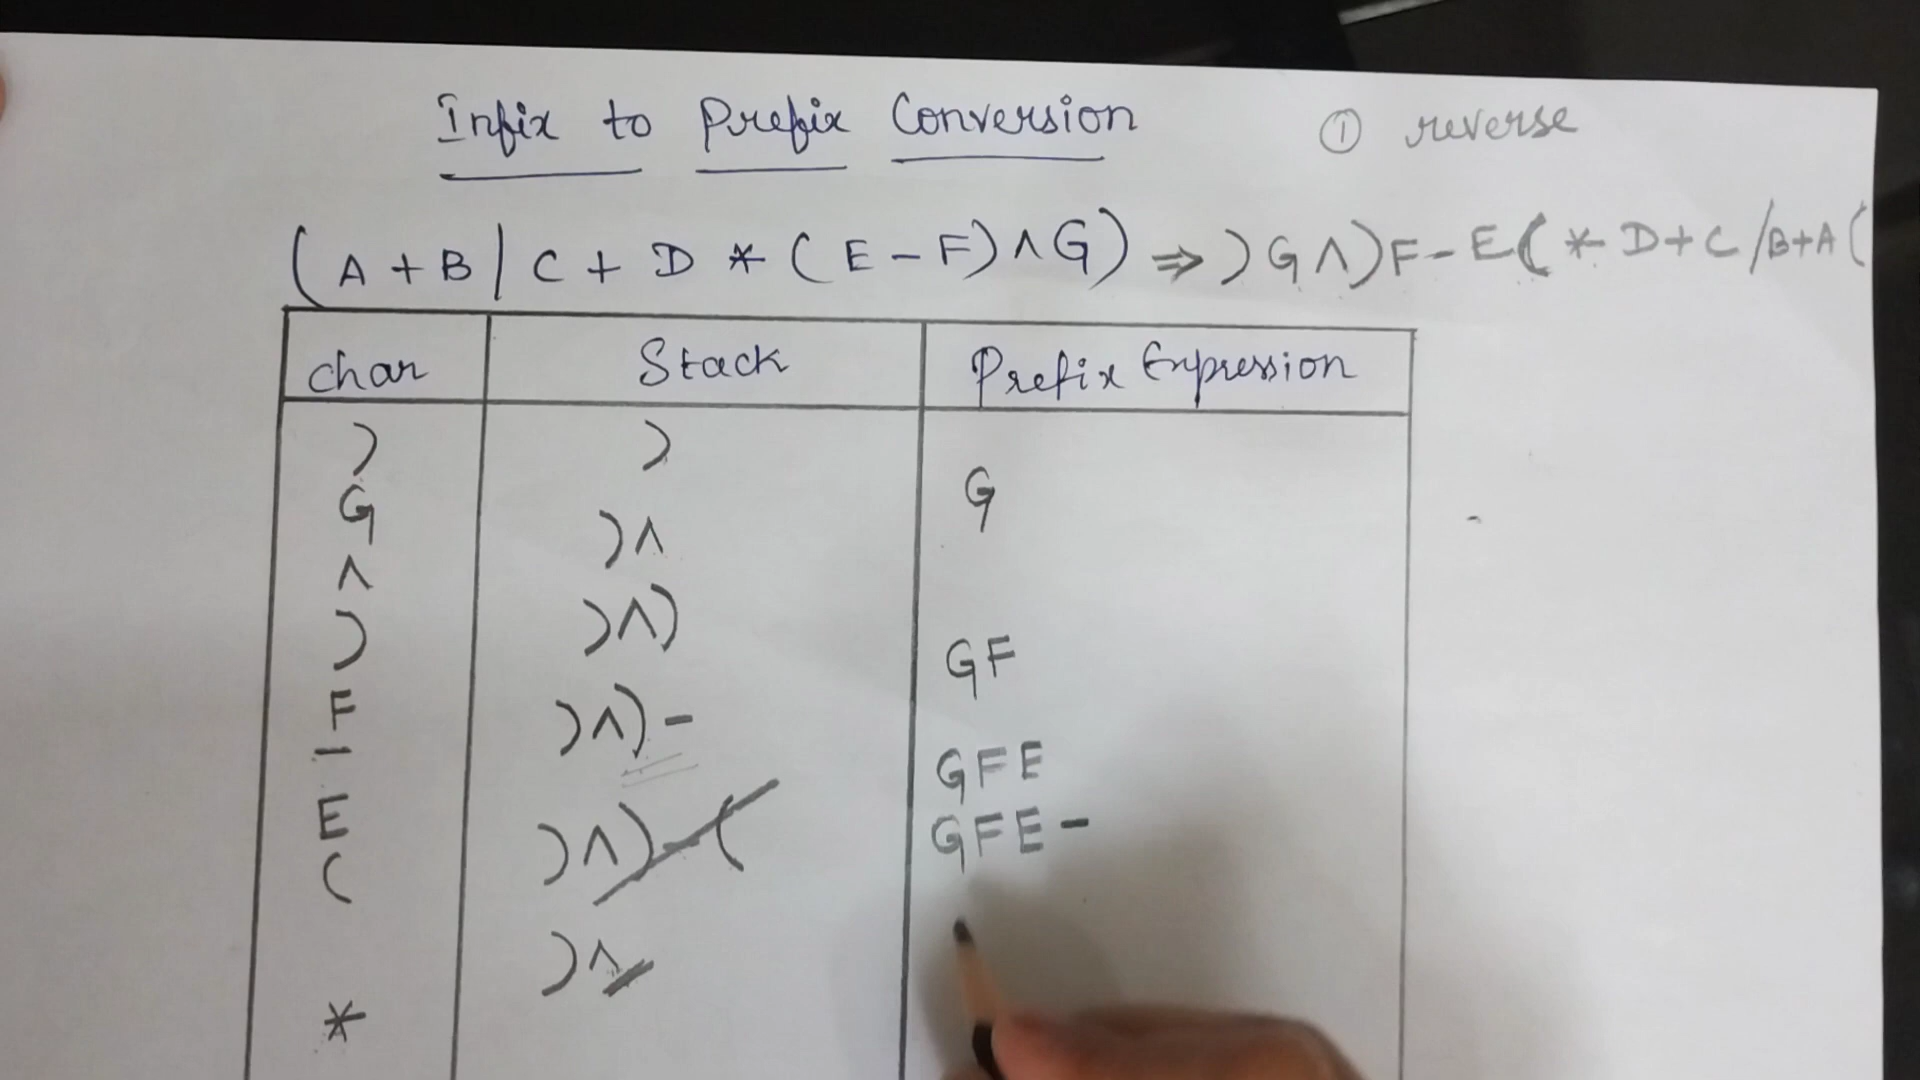 Infix to Prefix Conversion ① reverse
(A+B/C+D*(E-F)^G) ⇒ )G^)F-E(*D+C/B+A(
Char Stack Prefix Expression
) )
G G
^ )^
) )^)
F GF
- )^)-
E GFE
( )^)-( GFE-
)^
*